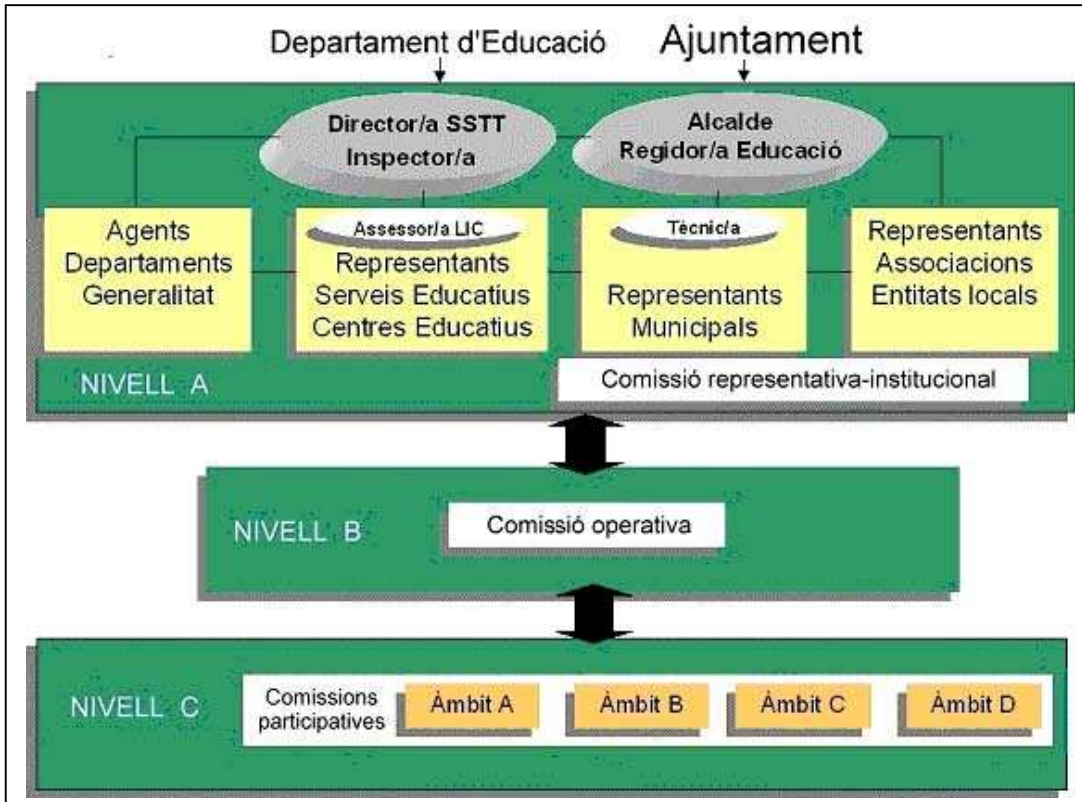 Departament d'Educació
Ajuntament
Director/a SSTT
Inspector/a
Alcalde
Regidor/a Educació
Agents
Departaments
Generalitat
Assessor/a LIC
Representants
Serveis Educatius
Centres Educatius
Tècnic/a
Representants
Municipals
Representants
Associacions
Entitats locals
NIVELL A
Comissió representativa-institucional
NIVELL B
Comissió operativa
NIVELL C
Comissions
participatives
Àmbit A
Àmbit B
Àmbit C
Àmbit D